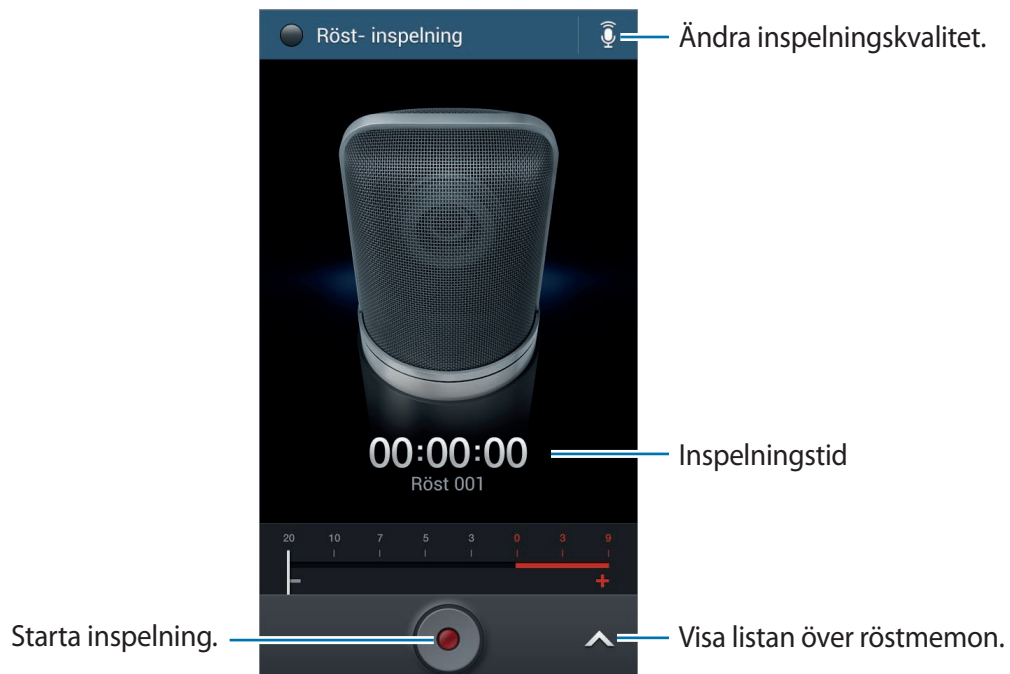 Röst- inspelning
Ändra inspelningskvalitet.
00:00:00
Inspelningstid
Röst 001
20 10 7 5 3 0 3 9
− +
Starta inspelning.
Visa listan över röstmemon.